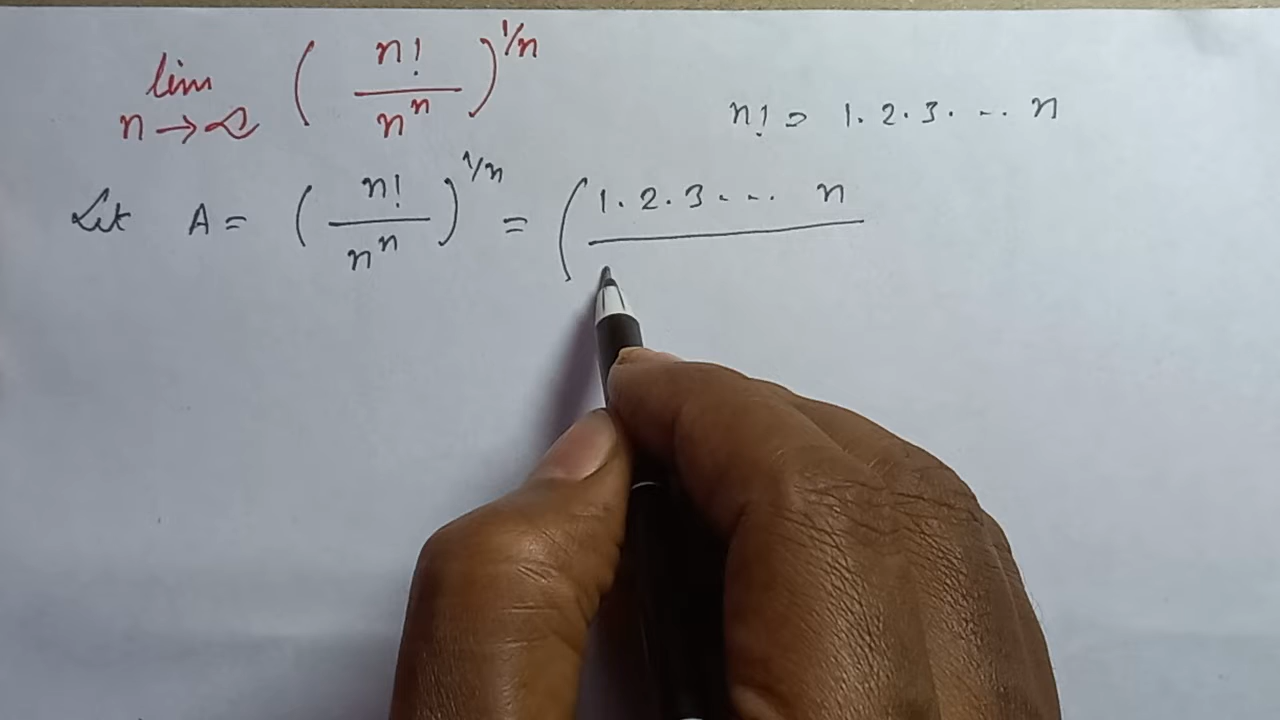 lim n→∞ (n!/n^n)^1/n
n! = 1.2.3. ... n
Let A = (n!/n^n)^1/n = (1.2.3... n